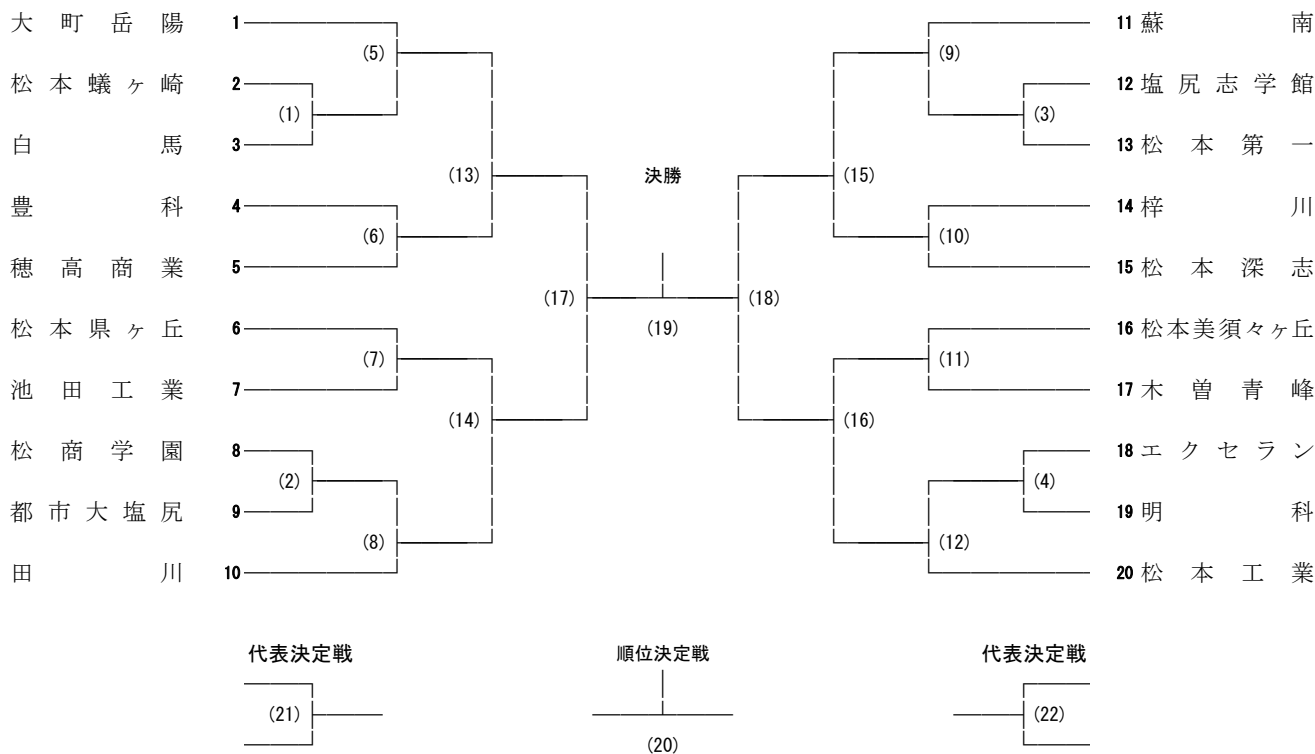 大町岳陽 1 11 蘇南
(5) (9)
松本蟻ヶ崎 2 12 塩尻志学館
(1) (3)
白馬 3 13 松本第一
(13) 決勝 (15)
豊科 4 14 梓川
(6) (10)
穂高商業 5 15 松本深志
(17) (18)
(19)
松本県ヶ丘 6 16 松本美須々ヶ丘
(7) (11)
池田工業 7 17 木曽青峰
(14) (16)
松商学園 8 18 エクセラン
(2) (4)
都市大塩尻 9 19 明科
(8) (12)
田川 10 20 松本工業
代表決定戦 順位決定戦 代表決定戦
(21) (22)
(20)